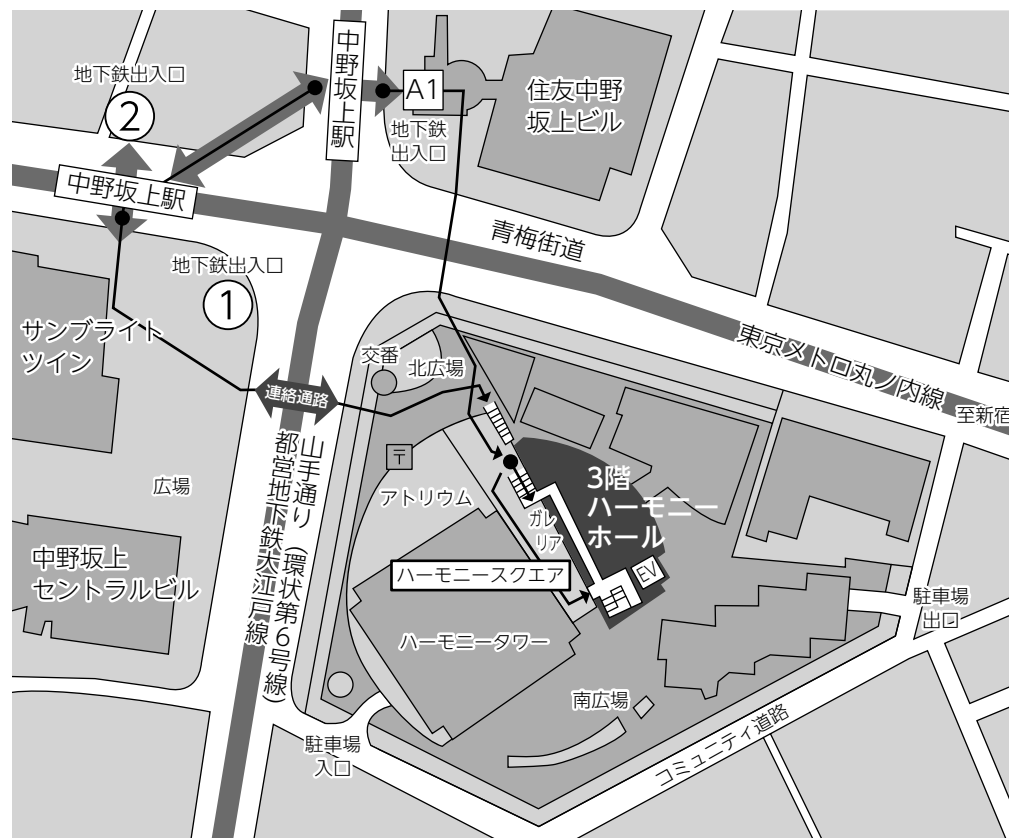 地下鉄出入口
2
中野坂上駅
A1
地下鉄
出入口
住友中野
坂上ビル
中野坂上駅
青梅街道
地下鉄出入口
1
サンブライト
ツイン
東京メトロ丸ノ内線
至新宿
交番
北広場
連絡通路
山手通り（環状第6号線）
都営地下鉄大江戸線
〒
アトリウム
3階
ハーモニー
ホール
ガレ
リア
広場
中野坂上
セントラルビル
ハーモニースクエア
EV
ハーモニータワー
駐車場
出口
南広場
駐車場
入口
コミュニティ道路